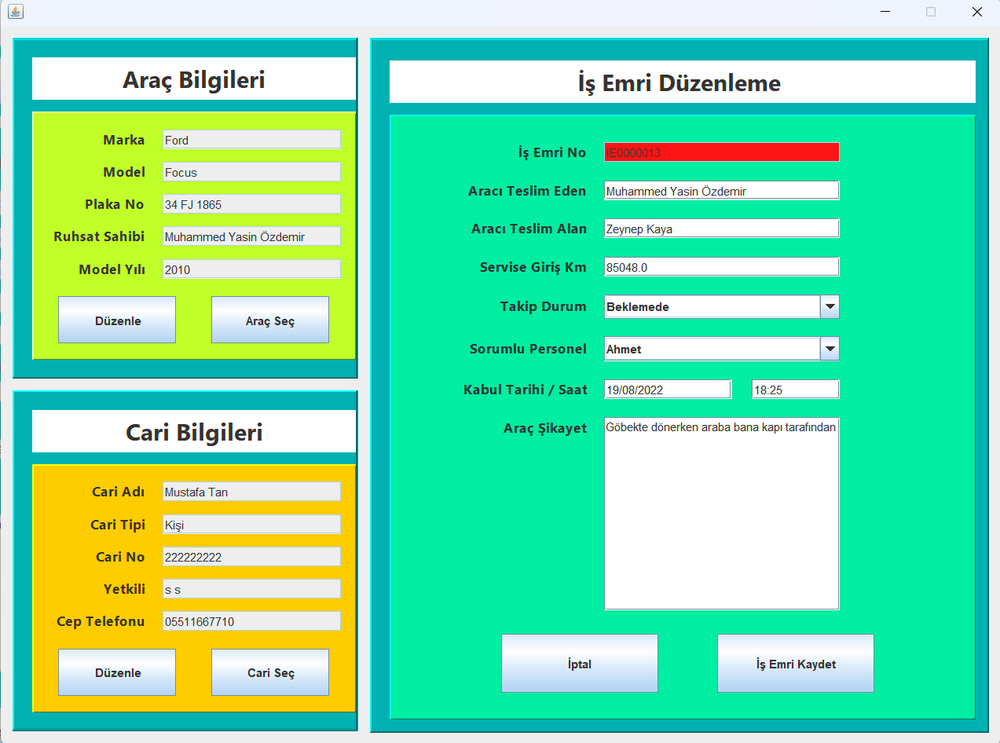 Araç Bilgileri
Marka Ford
Model Focus
Plaka No 34 FJ 1865
Ruhsat Sahibi Muhammed Yasin Özdemir
Model Yılı 2010
Düzenle Araç Seç
Cari Bilgileri
Cari Adı Mustafa Tan
Cari Tipi Kişi
Cari No 222222222
Yetkili s s
Cep Telefonu 05511667710
Düzenle Cari Seç
İş Emri Düzenleme
İş Emri No IE0000013
Aracı Teslim Eden Muhammed Yasin Özdemir
Aracı Teslim Alan Zeynep Kaya
Servise Giriş Km 85048.0
Takip Durum Beklemede
Sorumlu Personel Ahmet
Kabul Tarihi / Saat 19/08/2022 18:25
Araç Şikayet Göbekte dönerken araba bana kapı tarafından
İptal İş Emri Kaydet